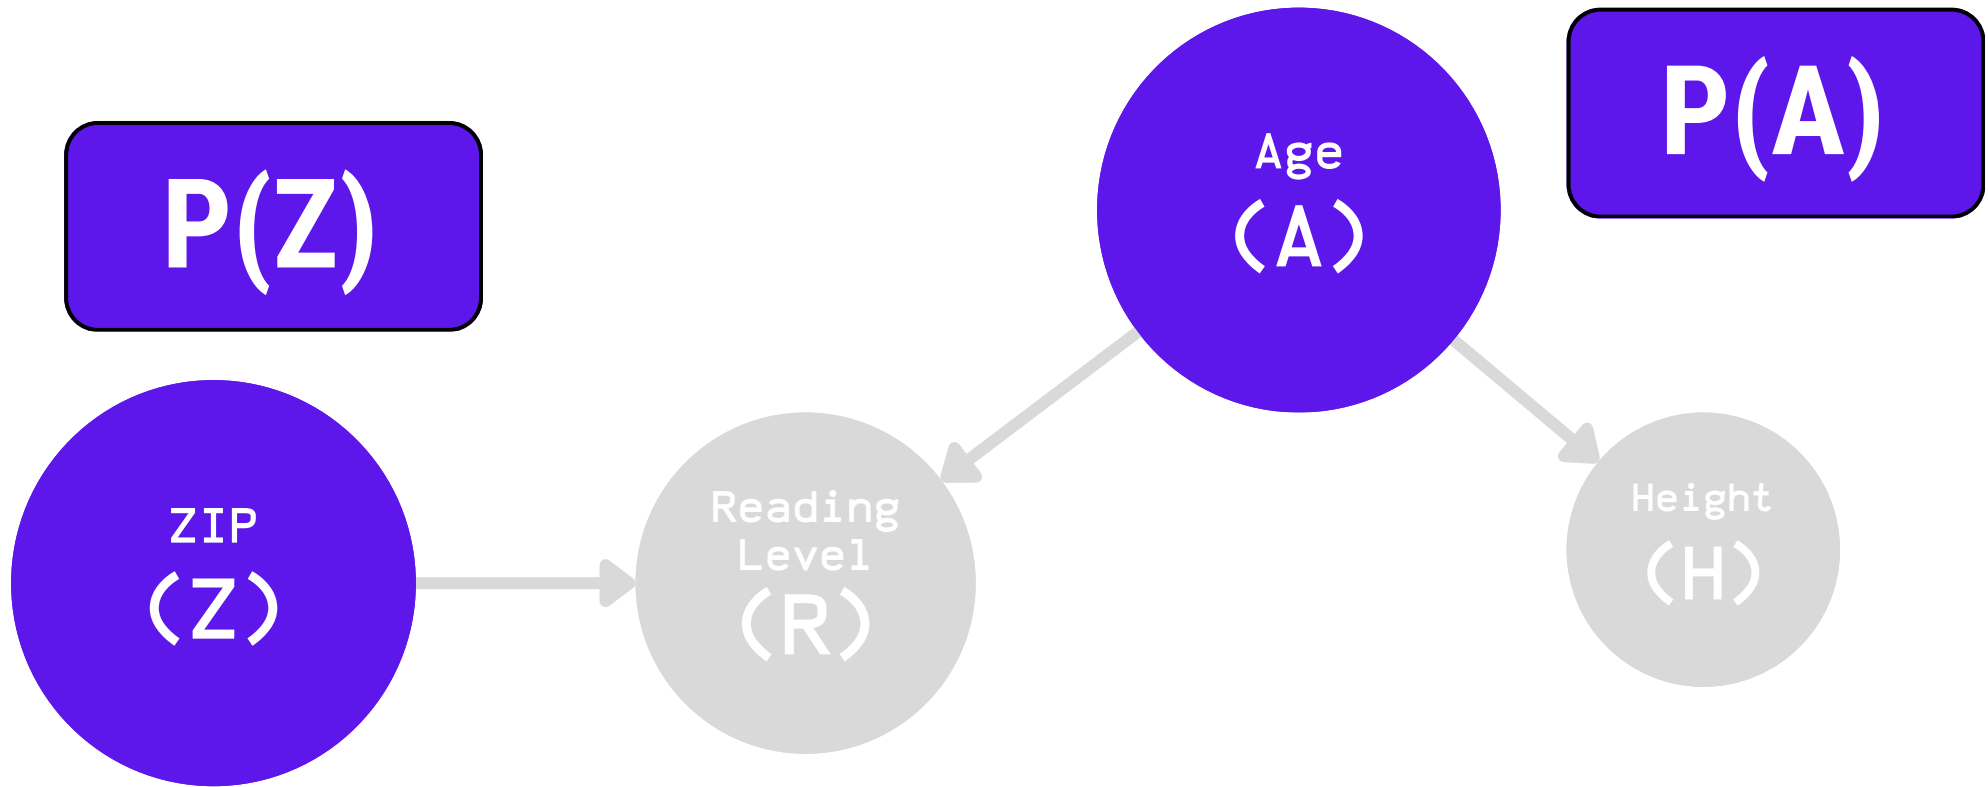 P(Z)
Age
(A)
P(A)
ZIP
(Z)
Reading
Level
(R)
Height
(H)